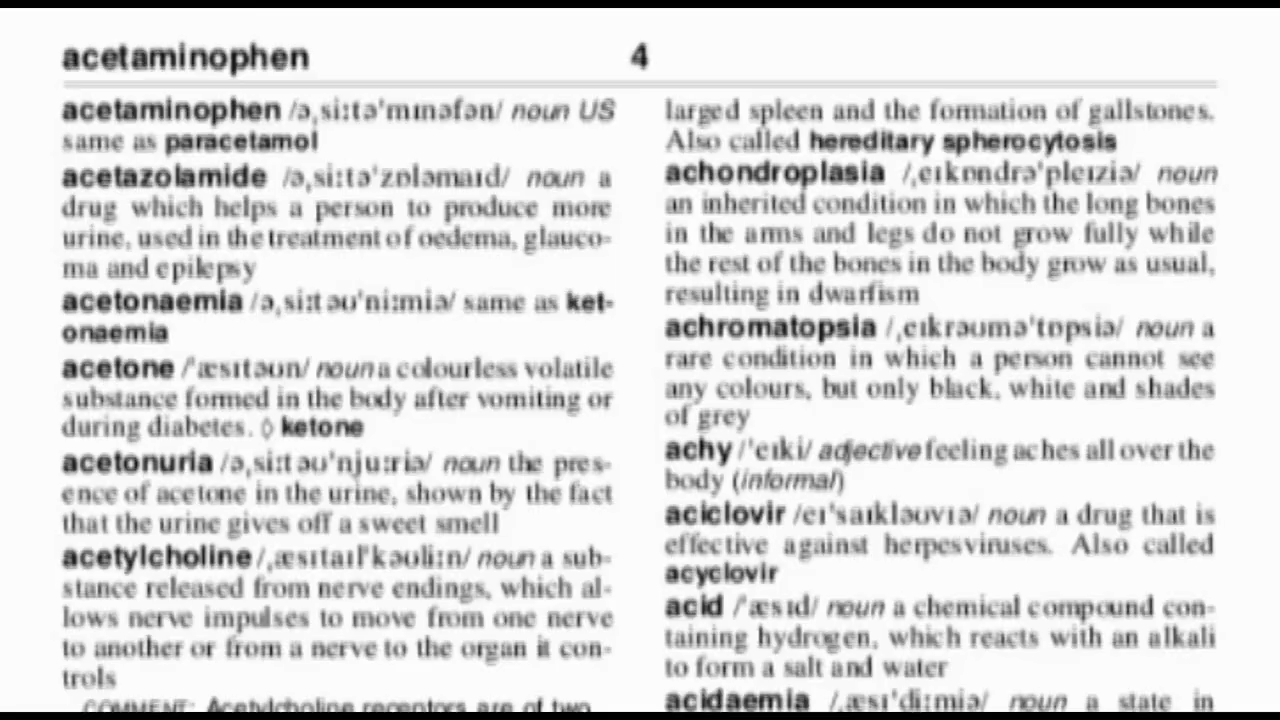 acetaminophen 4
acetaminophen /əˌsiːtəˈmɪnəfən/ noun US
same as paracetamol
acetazolamide /əˌsiːtəˈzɒləmaɪd/ noun a
drug which helps a person to produce more
urine, used in the treatment of oedema, glauco-
ma and epilepsy
acetonaemia /əˌsiːtəʊˈniːmiə/ same as ket-
onaemia
acetone /ˈæsɪtəʊn/ noun a colourless volatile
substance formed in the body after vomiting or
during diabetes. ◊ ketone
acetonuria /əˌsiːtəʊˈnjuːriə/ noun the pres-
ence of acetone in the urine, shown by the fact
that the urine gives off a sweet smell
acetylcholine /ˌæsɪtaɪlˈkəʊliːn/ noun a sub-
stance released from nerve endings, which al-
lows nerve impulses to move from one nerve
to another or from a nerve to the organ it con-
trols
COMMENT: Acetylcholine receptors are of two
larged spleen and the formation of gallstones.
Also called hereditary spherocytosis
achondroplasia /ˌeɪkɒndrəˈpleɪziə/ noun
an inherited condition in which the long bones
in the arms and legs do not grow fully while
the rest of the bones in the body grow as usual,
resulting in dwarfism
achromatopsia /ˌeɪkrəʊməˈtɒpsiə/ noun a
rare condition in which a person cannot see
any colours, but only black, white and shades
of grey
achy /ˈeɪki/ adjective feeling aches all over the
body (informal)
aciclovir /eɪˈsaɪkləʊvɪə/ noun a drug that is
effective against herpesviruses. Also called
acyclovir
acid /ˈæsɪd/ noun a chemical compound con-
taining hydrogen, which reacts with an alkali
to form a salt and water
acidaemia /ˌæsɪˈdiːmiə/ noun a state in